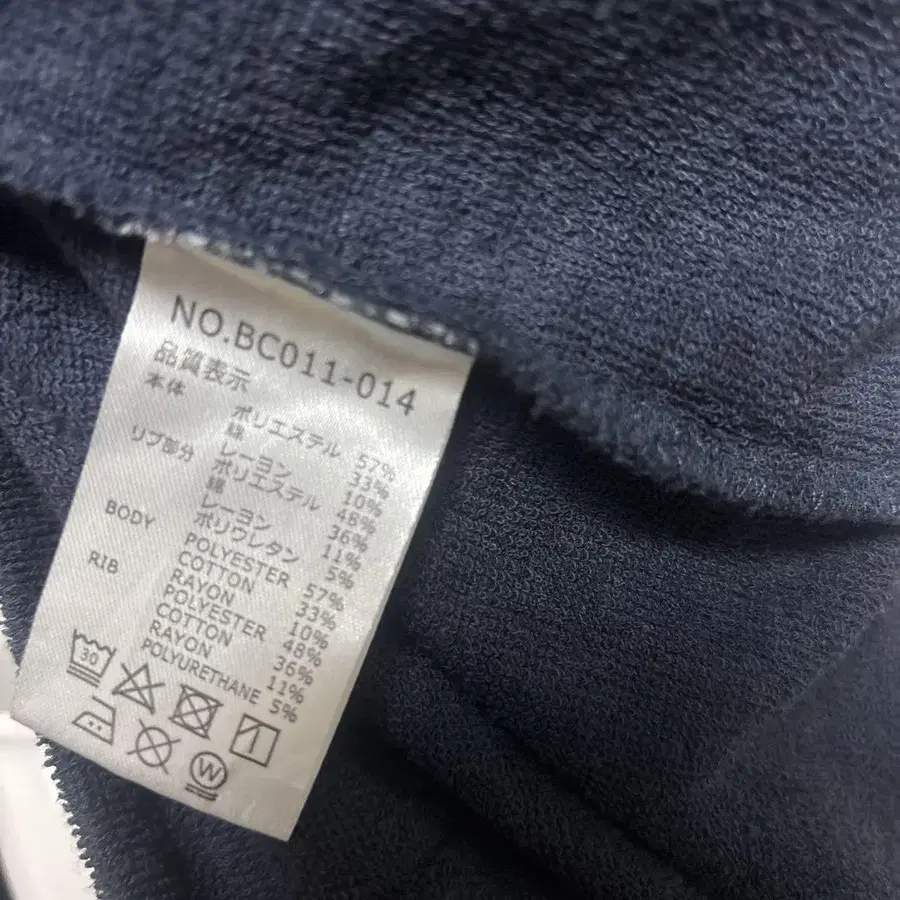 NO.BC011-014
品質表示
本体 ポリエステル 57%
綿 33%
レーヨン 10%
リブ部分 ポリエステル 48%
綿 36%
レーヨン 11%
ポリウレタン 5%
BODY POLYESTER 57%
COTTON 33%
RAYON 10%
RIB POLYESTER 48%
COTTON 36%
RAYON 11%
POLYURETHANE 5%
30
W